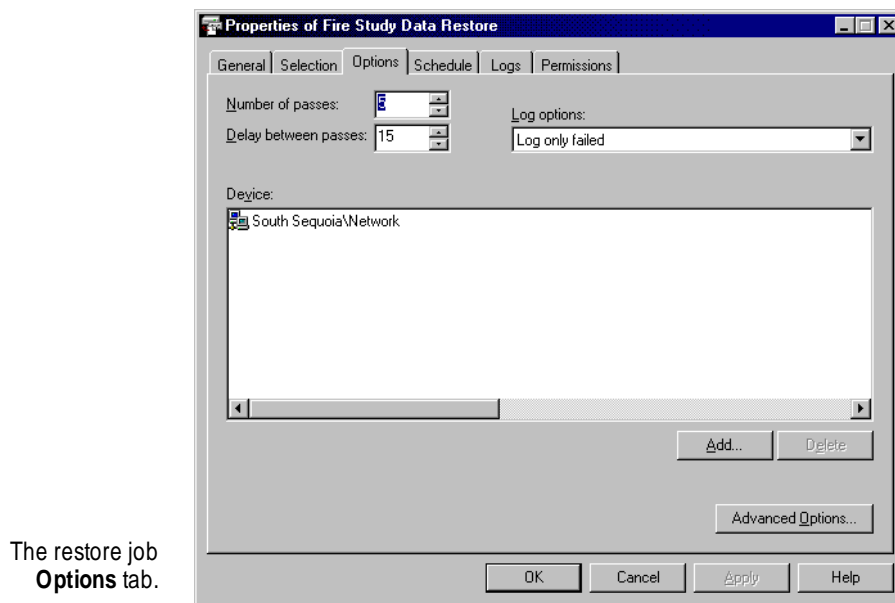 Properties of Fire Study Data Restore
General Selection Options Schedule Logs Permissions
Number of passes: 5
Log options:
Delay between passes: 15
Log only failed
Device:
South Sequoia\Network
Add... Delete
Advanced Options...
The restore job
Options tab.
OK Cancel Apply Help